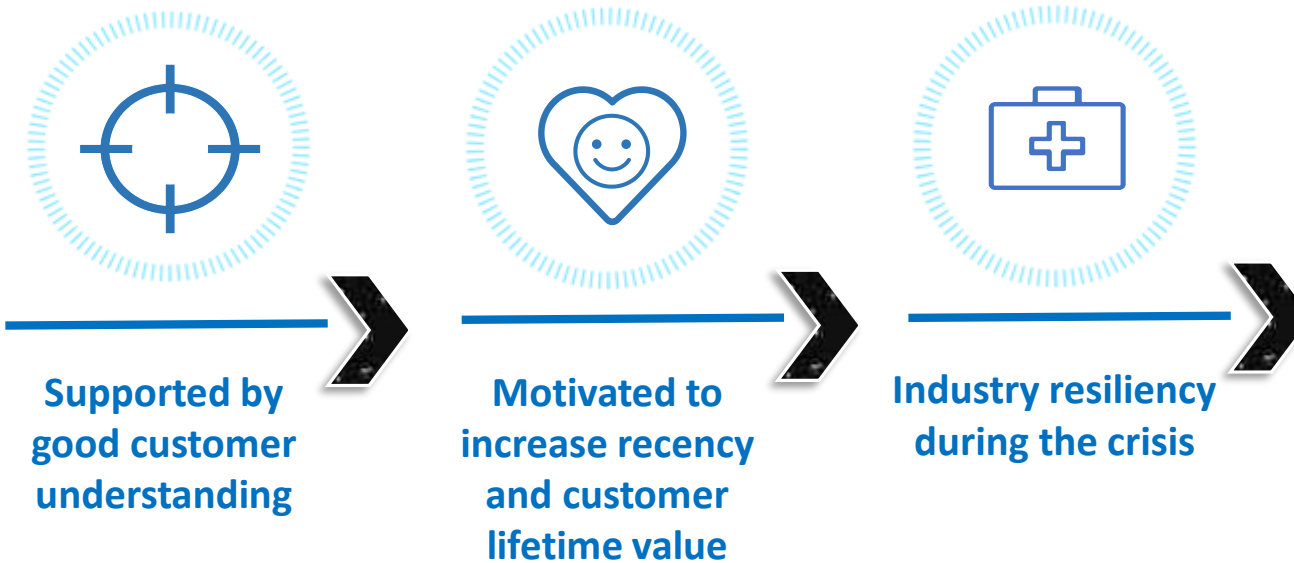 Supported by
good customer
understanding
Motivated to
increase recency
and customer
lifetime value
Industry resiliency
during the crisis